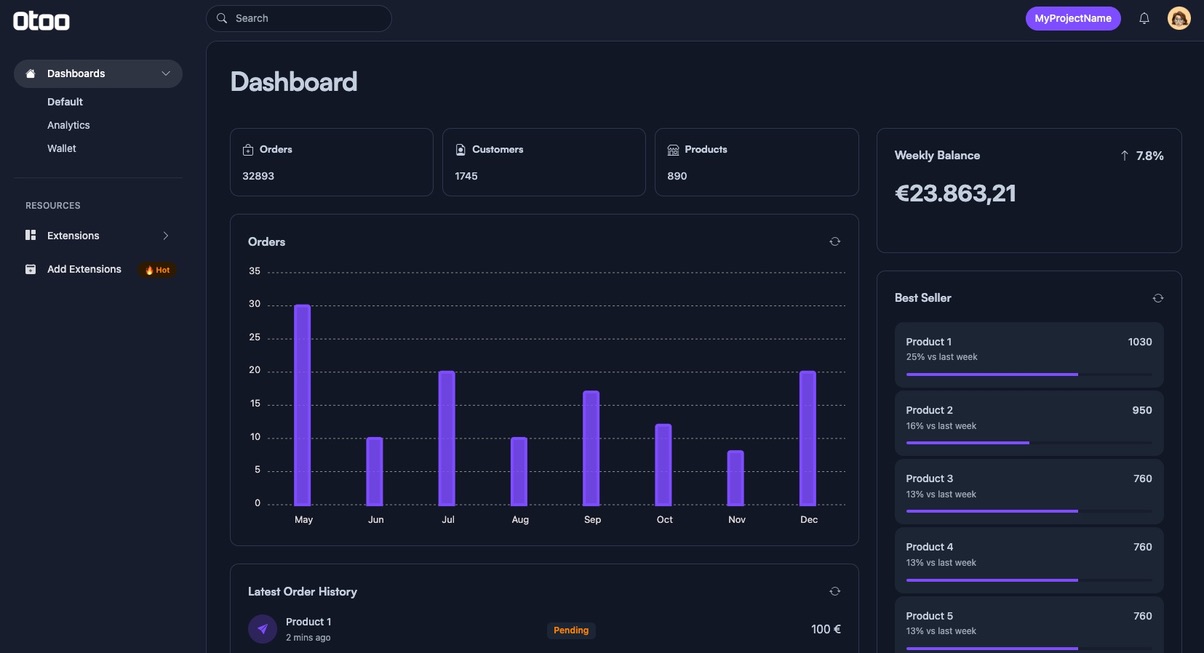 Otoo
Search
MyProjectName
Dashboards
Default
Analytics
Wallet
RESOURCES
Extensions
Add Extensions
Hot
Dashboard
Orders
32893
Customers
1745
Products
890
Weekly Balance
↑ 7.8%
€23.863,21
Orders
35
30
25
20
15
10
5
0
May Jun Jul Aug Sep Oct Nov Dec
Best Seller
Product 1 1030
25% vs last week
Product 2 950
16% vs last week
Product 3 760
13% vs last week
Product 4 760
13% vs last week
Product 5 760
13% vs last week
Latest Order History
Product 1
2 mins ago
Pending
100 €